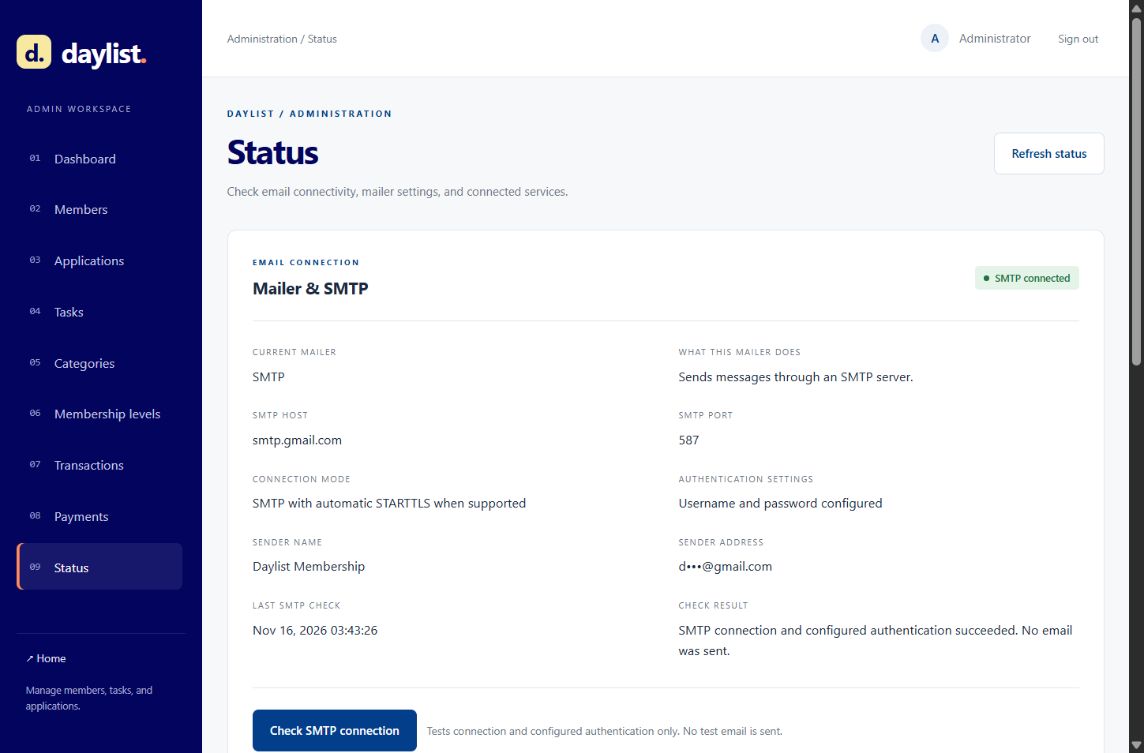 d. daylist.
ADMIN WORKSPACE
01 Dashboard
02 Members
03 Applications
04 Tasks
05 Categories
06 Membership levels
07 Transactions
08 Payments
09 Status
↗ Home
Manage members, tasks, and
applications.
Administration / Status
A Administrator Sign out
DAYLIST / ADMINISTRATION
Status
Refresh status
Check email connectivity, mailer settings, and connected services.
EMAIL CONNECTION
Mailer & SMTP
SMTP connected
CURRENT MAILER
SMTP
WHAT THIS MAILER DOES
Sends messages through an SMTP server.
SMTP HOST
smtp.gmail.com
SMTP PORT
587
CONNECTION MODE
SMTP with automatic STARTTLS when supported
AUTHENTICATION SETTINGS
Username and password configured
SENDER NAME
Daylist Membership
SENDER ADDRESS
d•••@gmail.com
LAST SMTP CHECK
Nov 16, 2026 03:43:26
CHECK RESULT
SMTP connection and configured authentication succeeded. No email
was sent.
Check SMTP connection
Tests connection and configured authentication only. No test email is sent.